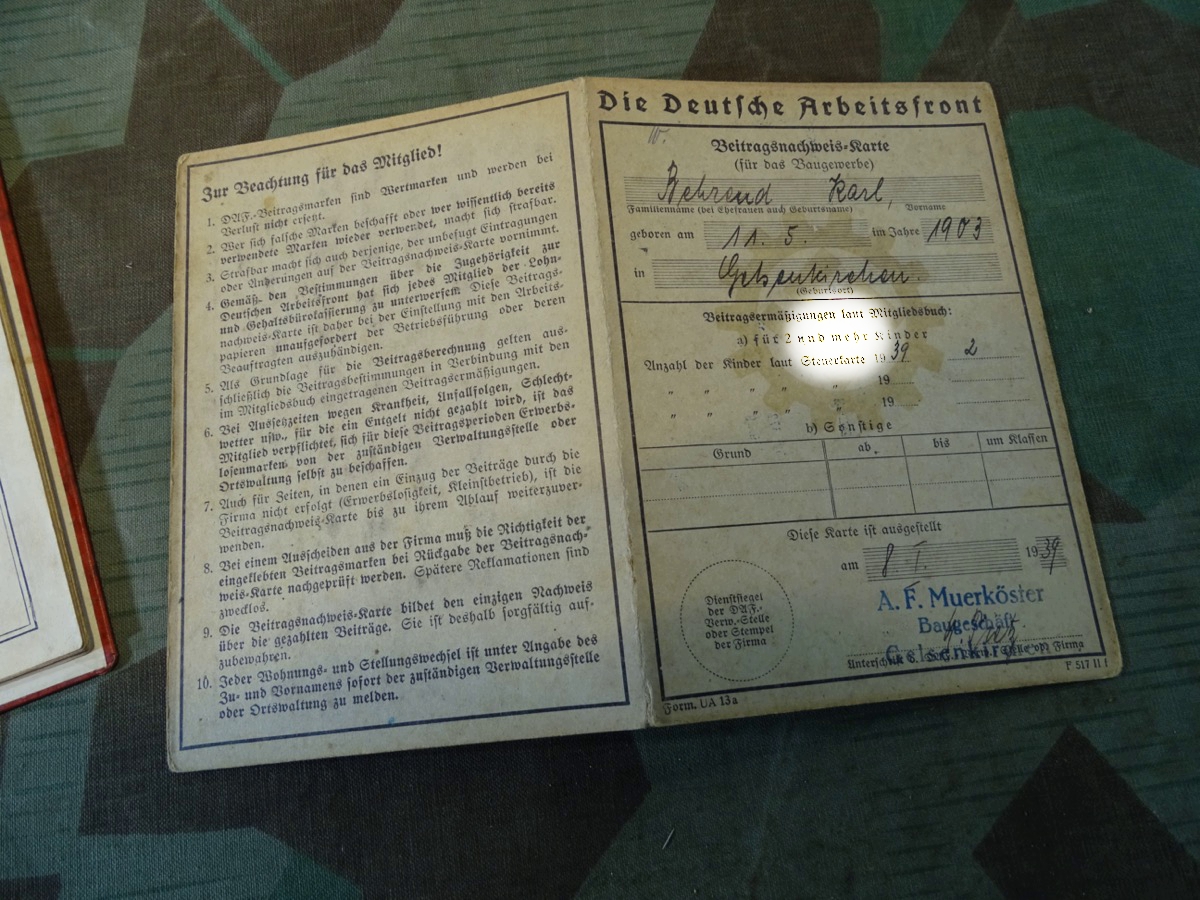 Zur Beachtung für das Mitglied!
1. DAF.-Beitragsmarken sind Wertmarken und werden bei
Verlust nicht ersetzt.
2. Wer sich falsche Marken beschafft oder wer wissentlich bereits
verwendete Marken wieder verwendet, macht sich strafbar.
3. Strafbar macht sich auch derjenige, der unbefugt Eintragungen
oder Änderungen auf der Beitragsnachweis-Karte vornimmt.
4. Gemäß den Bestimmungen über die Zugehörigkeit zur
Deutschen Arbeitsfront hat sich jedes Mitglied der Lohn-
und Gehaltsbürolassierung zu unterwerfen. Diese Beitrags-
nachweis-Karte ist daher bei der Einstellung mit den Arbeits-
papieren unaufgefordert der Betriebsführung oder deren
Beauftragten auszuhändigen.
5. Als Grundlage für die Beitragsberechnung gelten aus-
schließlich die Beitragsbestimmungen in Verbindung mit den
im Mitgliedsbuch eingetragenen Beitragsermäßigungen.
6. Bei Aussetzzeiten wegen Krankheit, Unfallfolgen, Schlecht-
wetter usw., für die ein Entgelt nicht gezahlt wird, ist das
Mitglied verpflichtet, sich für diese Beitragsperioden Erwerbs-
losenmarken von der zuständigen Verwaltungsstelle oder
Ortswaltung selbst zu beschaffen.
7. Auch für Zeiten, in denen ein Einzug der Beiträge durch die
Firma nicht erfolgt (Erwerbslosigkeit, Kleinstbetrieb), ist die
Beitragsnachweis-Karte bis zu ihrem Ablauf weiterzuver-
wenden.
8. Bei einem Ausscheiden aus der Firma muß die Richtigkeit der
eingeklebten Beitragsmarken bei Rückgabe der Beitragsnach-
weis-Karte nachgeprüft werden. Spätere Reklamationen sind
zwecklos.
9. Die Beitragsnachweis-Karte bildet den einzigen Nachweis
über die gezahlten Beiträge. Sie ist deshalb sorgfältig auf-
zubewahren.
10. Jeder Wohnungs- und Stellungswechsel ist unter Angabe des
Zu- und Vornamens sofort der zuständigen Verwaltungsstelle
oder Ortswaltung zu melden.
Die Deutsche Arbeitsfront
Beitragsnachweis-Karte
(für das Baugewerbe)
Behrend Karl,
Familienname (bei Ehefrauen auch Geburtsname) Vorname
geboren am 11. 5. im Jahre 1903
in Gelsenkirchen.
(Geburtsort)
Beitragsermäßigungen laut Mitgliedsbuch:
a) für 2 und mehr Kinder
Anzahl der Kinder laut Steuerkarte 1939 2
" " " " 19
" " " " 19
b) Sonstige
Grund ab bis um Klassen
Diese Karte ist ausgestellt
am 8. I. 1939
Dienstsiegel
der DAF.-
Verw.-Stelle
oder Stempel
der Firma
A. F. Muerköster
Baugeschäft
Gelsenkirchen
Unterschrift d. Firma
Form. UA 13a
F 517 II 1